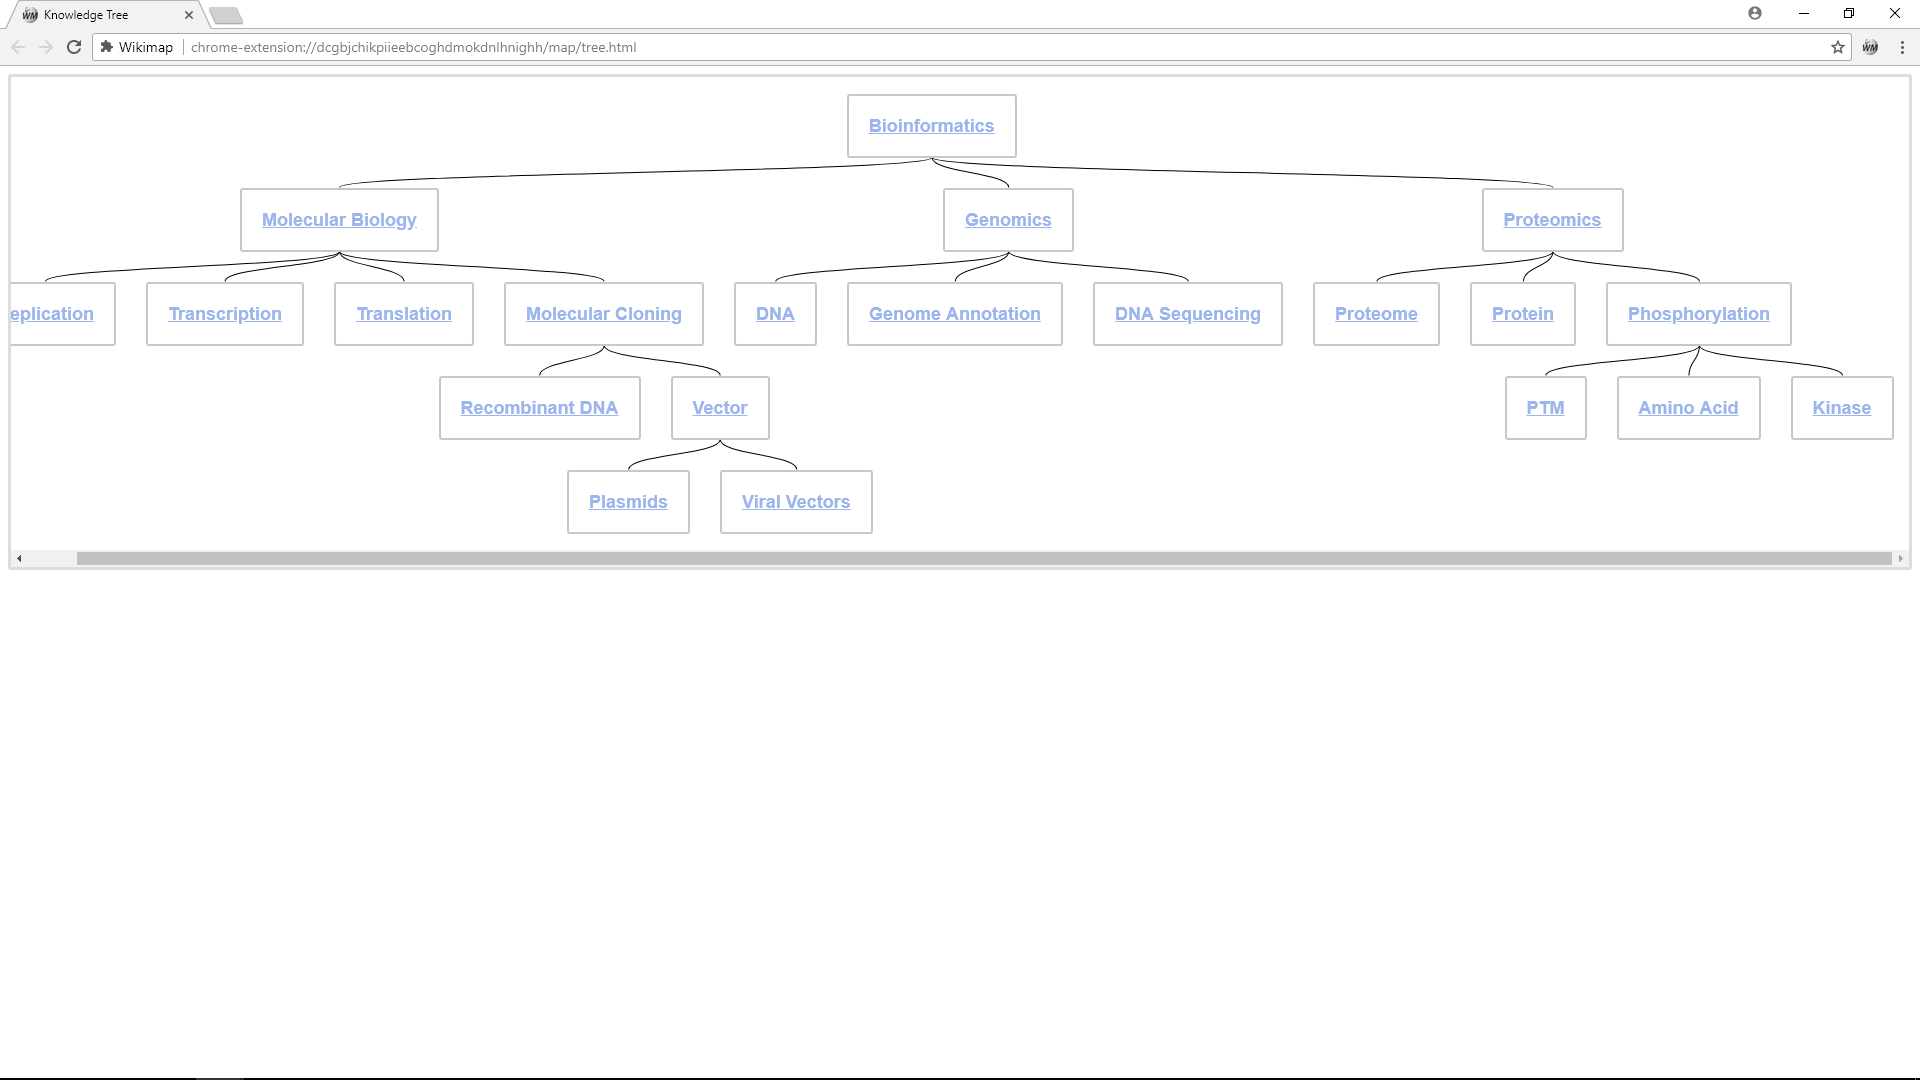 Knowledge Tree
Wikimap chrome-extension://dcgbjchikpiieebcoghdmokdnlhnighh/map/tree.html
Bioinformatics
Molecular Biology Genomics Proteomics
eplication Transcription Translation Molecular Cloning DNA Genome Annotation DNA Sequencing Proteome Protein Phosphorylation
Recombinant DNA Vector PTM Amino Acid Kinase
Plasmids Viral Vectors